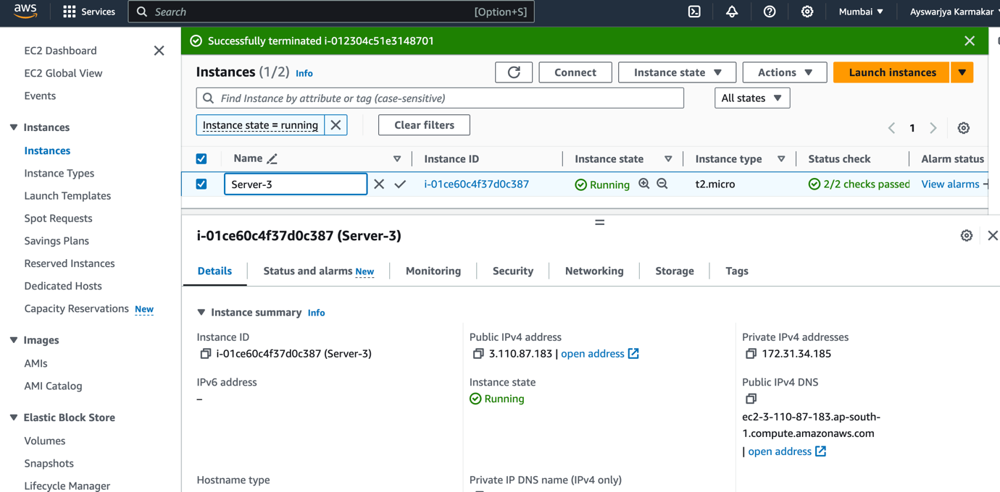 aws
Services
Search [Option+S]
Mumbai ▼
Ayswarjya Karmakar
EC2 Dashboard
EC2 Global View
Events
Instances
Instances
Instance Types
Launch Templates
Spot Requests
Savings Plans
Reserved Instances
Dedicated Hosts
Capacity Reservations New
Images
AMIs
AMI Catalog
Elastic Block Store
Volumes
Snapshots
Lifecycle Manager
Successfully terminated i-012304c51e3148701
Instances (1/2) Info
Connect
Instance state ▼
Actions ▼
Launch instances
Find Instance by attribute or tag (case-sensitive)
All states ▼
Instance state = running
Clear filters
1
Name Instance ID Instance state Instance type Status check Alarm status
Server-3 i-01ce60c4f37d0c387 Running t2.micro 2/2 checks passed View alarms
i-01ce60c4f37d0c387 (Server-3)
Details Status and alarms New Monitoring Security Networking Storage Tags
Instance summary Info
Instance ID
i-01ce60c4f37d0c387 (Server-3)
Public IPv4 address
3.110.87.183 | open address
Private IPv4 addresses
172.31.34.185
IPv6 address
–
Instance state
Running
Public IPv4 DNS
ec2-3-110-87-183.ap-south-
1.compute.amazonaws.com
| open address
Hostname type
Private IP DNS name (IPv4 only)